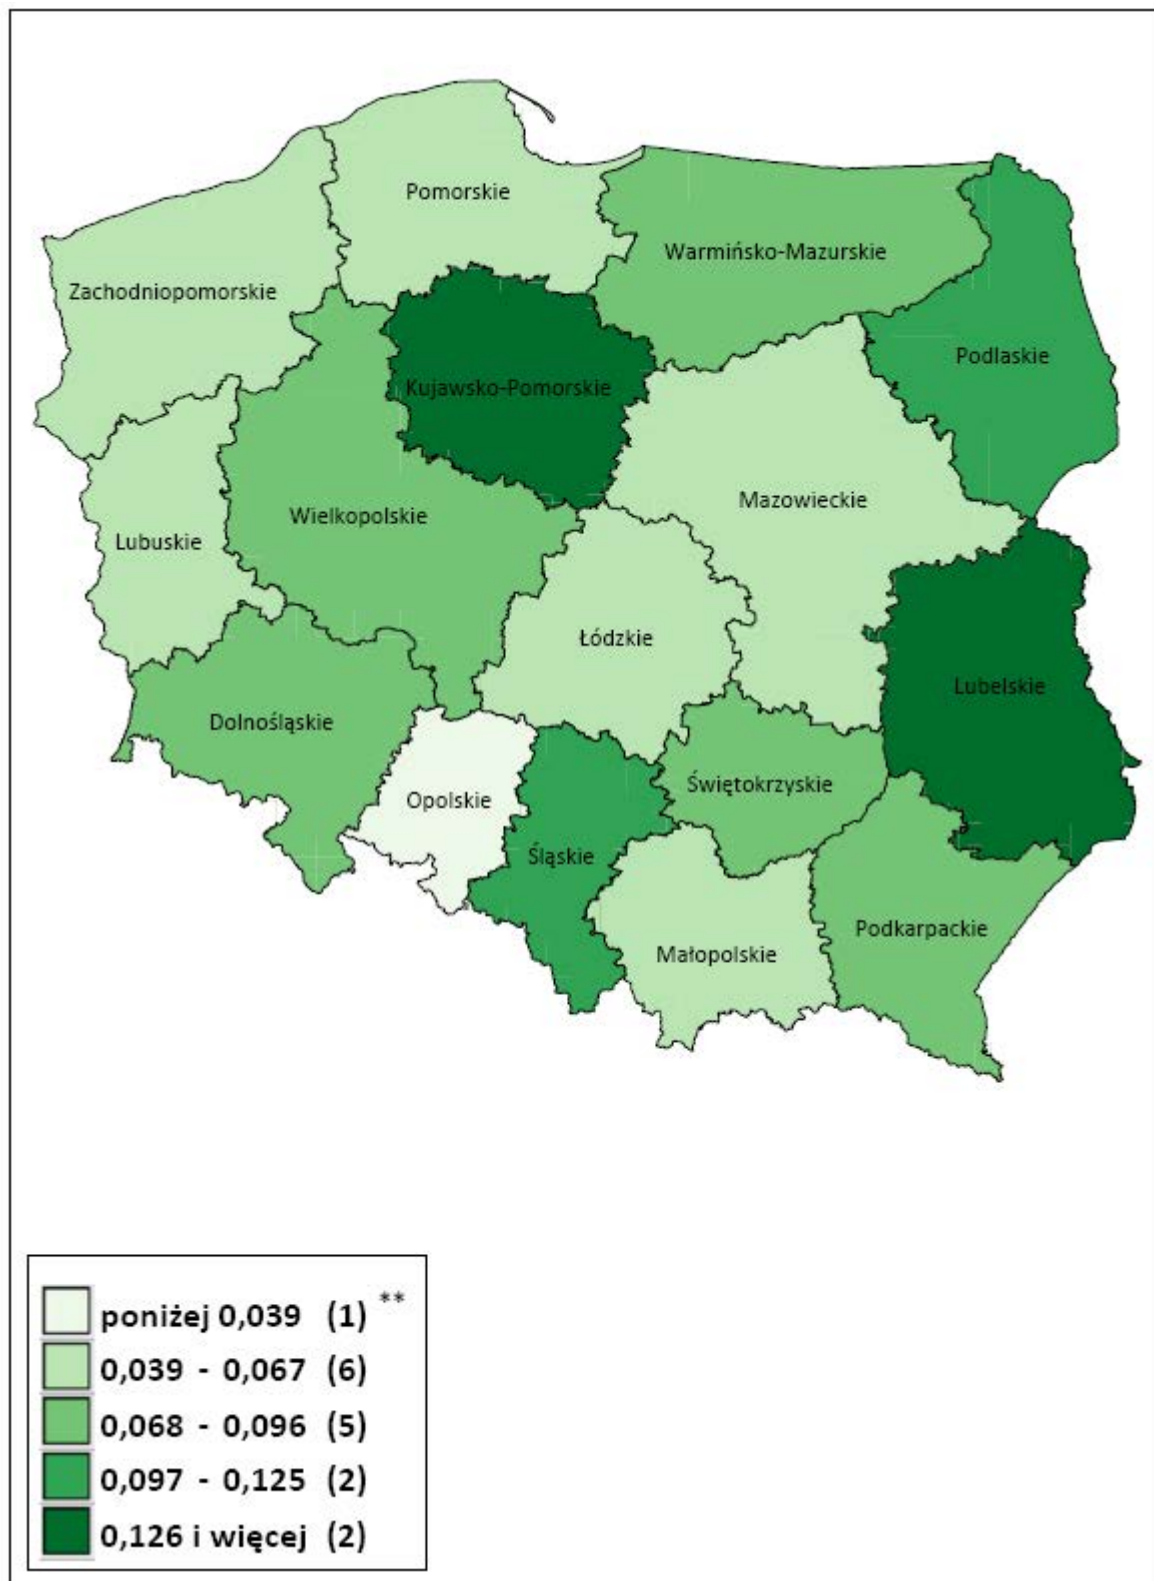 Pomorskie
Warmińsko-Mazurskie
Zachodniopomorskie
Podlaskie
Kujawsko-Pomorskie
Mazowieckie
Wielkopolskie
Lubuskie
Łódzkie
Lubelskie
Dolnośląskie
Świętokrzyskie
Opolskie
Śląskie
Podkarpackie
Małopolskie
poniżej 0,039 (1) **
0,039 - 0,067 (6)
0,068 - 0,096 (5)
0,097 - 0,125 (2)
0,126 i więcej (2)